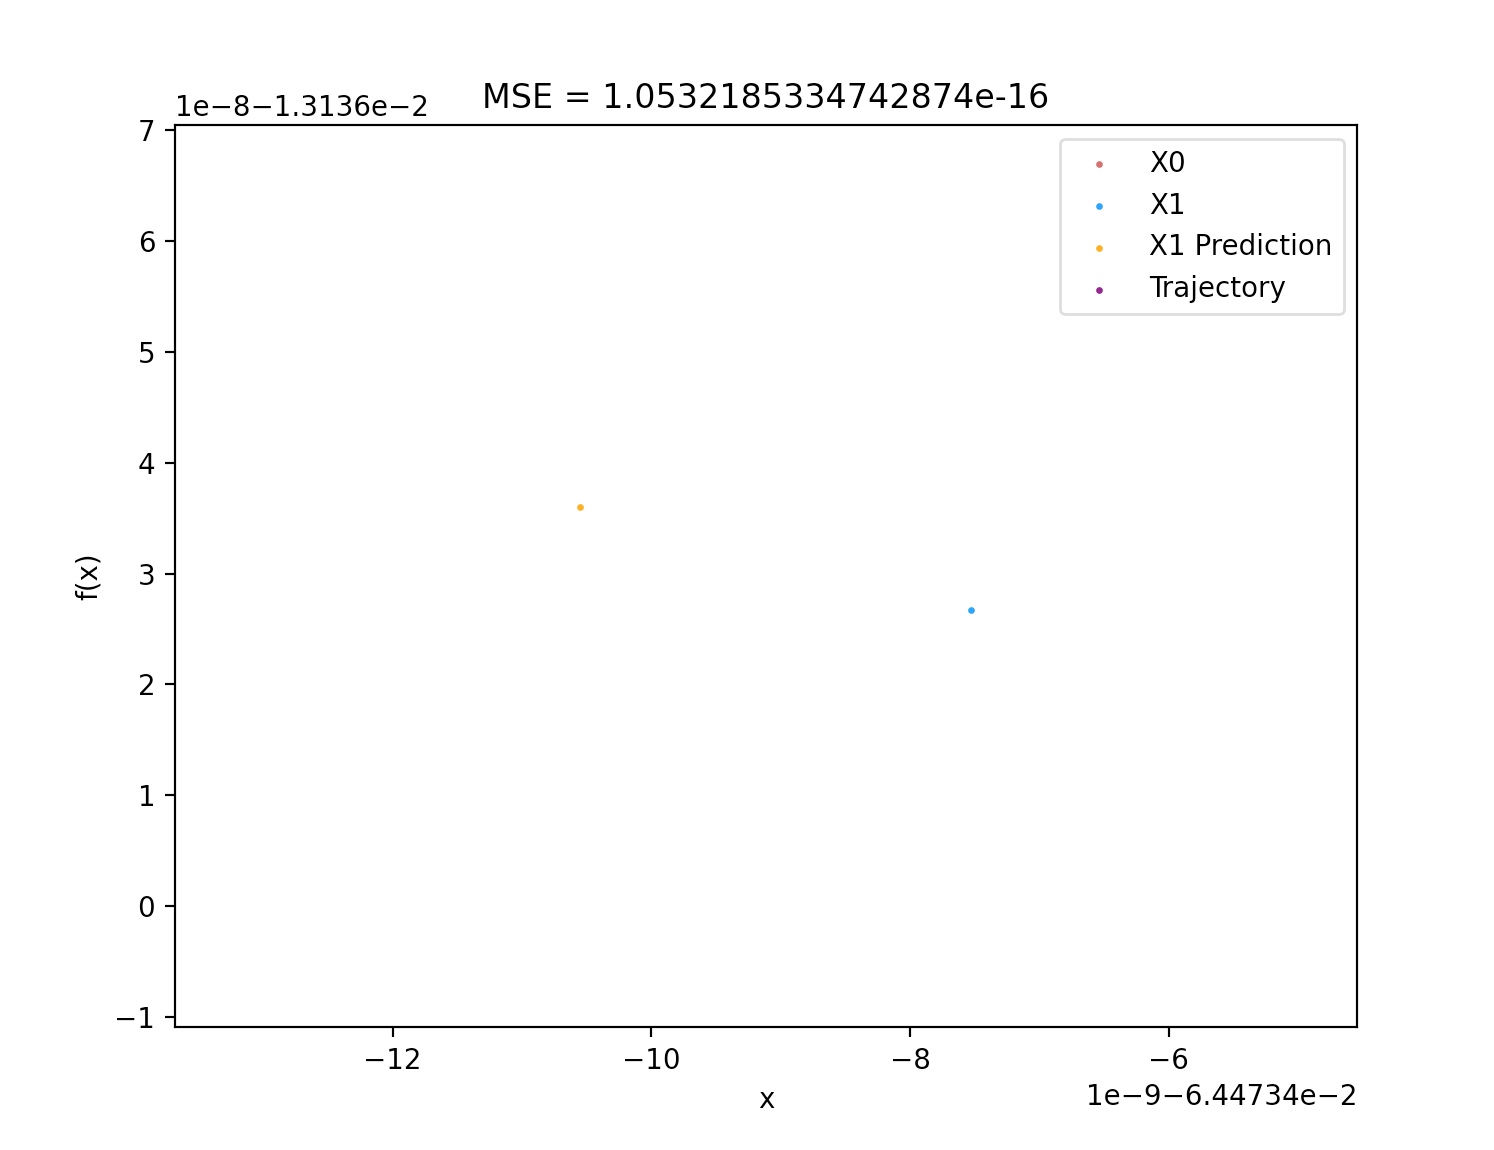 MSE = 1.0532185334742874e-16
1e−8−1.3136e−2
7
6
5
4
3
2
1
0
−1
f(x)
X0
X1
X1 Prediction
Trajectory
−12
−10
−8
−6
x
1e−9−6.44734e−2